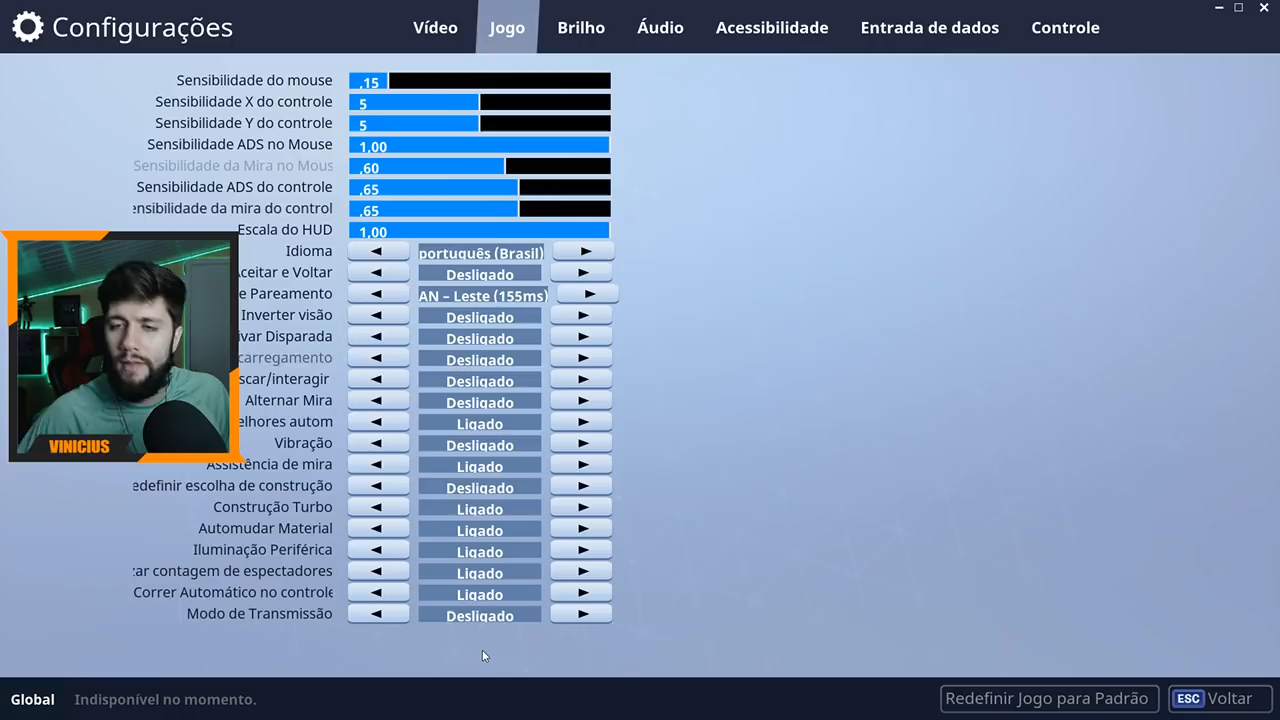 Configurações
Vídeo Jogo Brilho Áudio Acessibilidade Entrada de dados Controle
Sensibilidade do mouse ,15
Sensibilidade X do controle 5
Sensibilidade Y do controle 5
Sensibilidade ADS no Mouse 1,00
Sensibilidade da Mira no Mous ,60
Sensibilidade ADS do controle ,65
ensibilidade da mira do control ,65
Escala do HUD 1,00
Idioma português (Brasil)
Aceitar e Voltar Desligado
e Pareamento AN – Leste (155ms)
Inverter visão Desligado
ivar Disparada Desligado
carregamento Desligado
scar/interagir Desligado
Alternar Mira Desligado
elhores autom Ligado
Vibração Desligado
Assistência de mira Ligado
edefinir escolha de construção Desligado
Construção Turbo Ligado
Automudar Material Ligado
Iluminação Periférica Ligado
zar contagem de espectadores Ligado
Correr Automático no controle Ligado
Modo de Transmissão Desligado
VINICIUS
Global Indisponível no momento. Redefinir Jogo para Padrão ESC Voltar